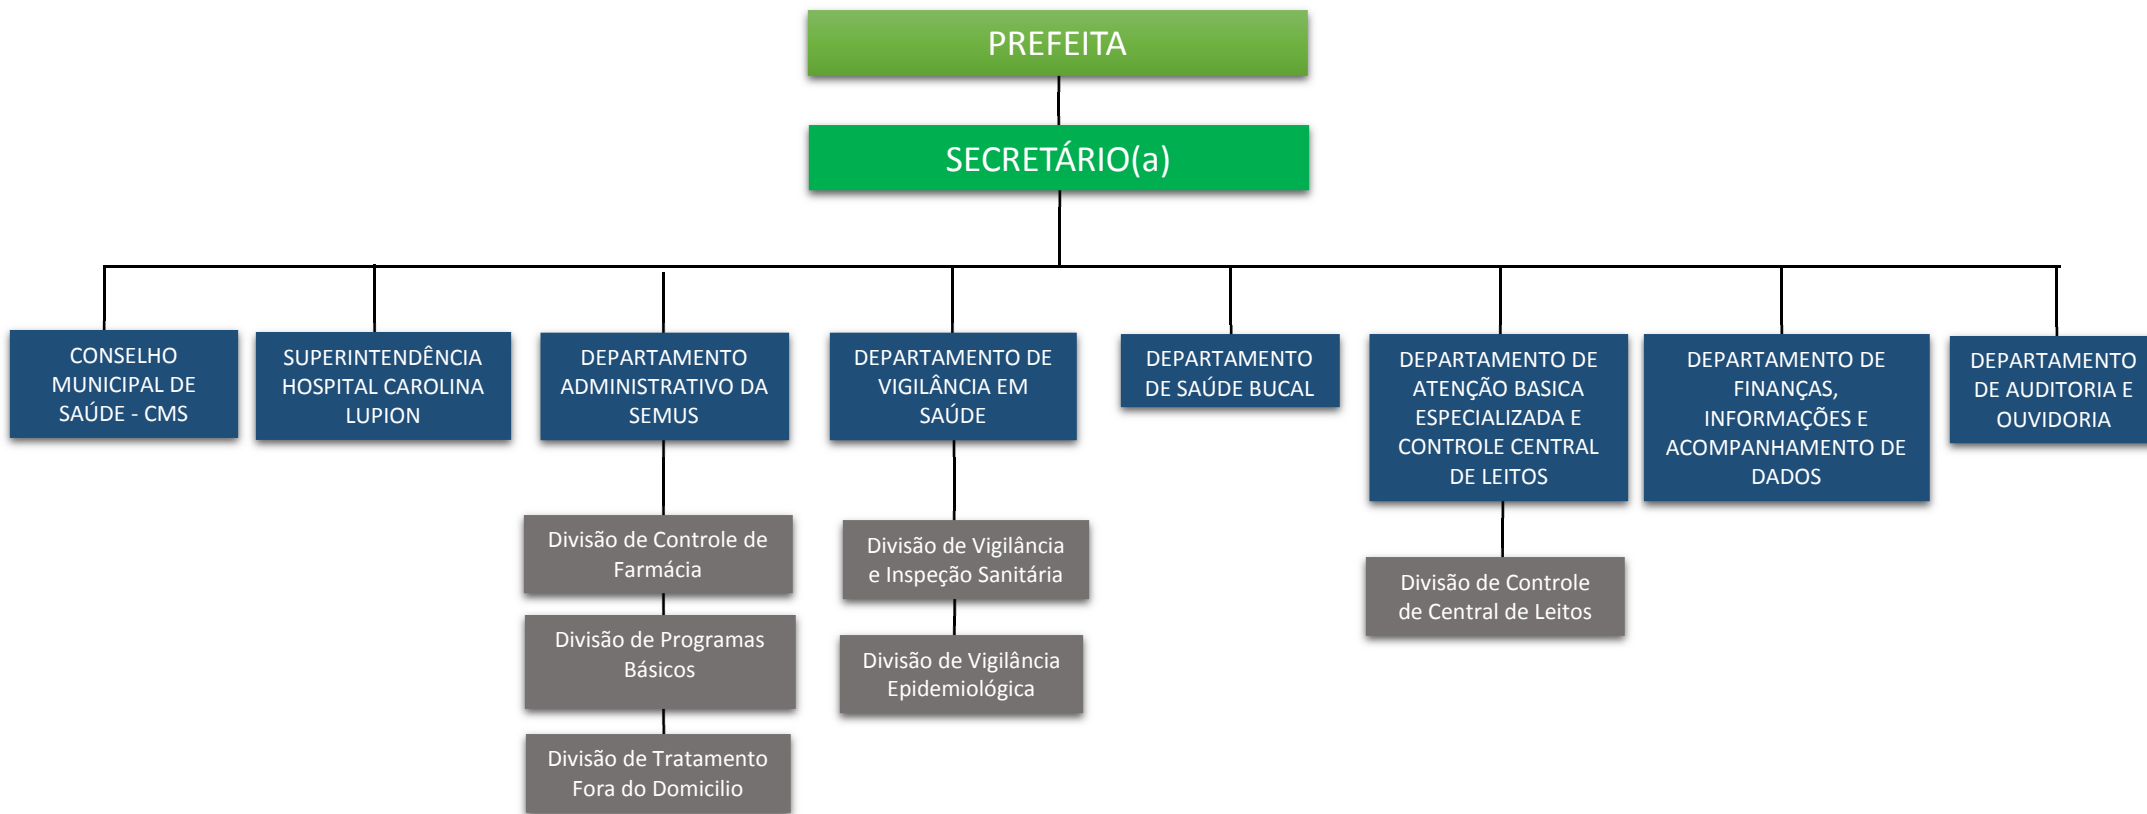 PREFEITA
SECRETÁRIO(a)
CONSELHO
MUNICIPAL DE
SAÚDE - CMS
SUPERINTENDÊNCIA
HOSPITAL CAROLINA
LUPION
DEPARTAMENTO
ADMINISTRATIVO DA
SEMUS
DEPARTAMENTO DE
VIGILÂNCIA EM
SAÚDE
DEPARTAMENTO
DE SAÚDE BUCAL
DEPARTAMENTO DE
ATENÇÃO BASICA
ESPECIALIZADA E
CONTROLE CENTRAL
DE LEITOS
DEPARTAMENTO DE
FINANÇAS,
INFORMAÇÕES E
ACOMPANHAMENTO DE
DADOS
DEPARTAMENTO
DE AUDITORIA E
OUVIDORIA
Divisão de Controle de
Farmácia
Divisão de Programas
Básicos
Divisão de Tratamento
Fora do Domicilio
Divisão de Vigilância
e Inspeção Sanitária
Divisão de Vigilância
Epidemiológica
Divisão de Controle
de Central de Leitos